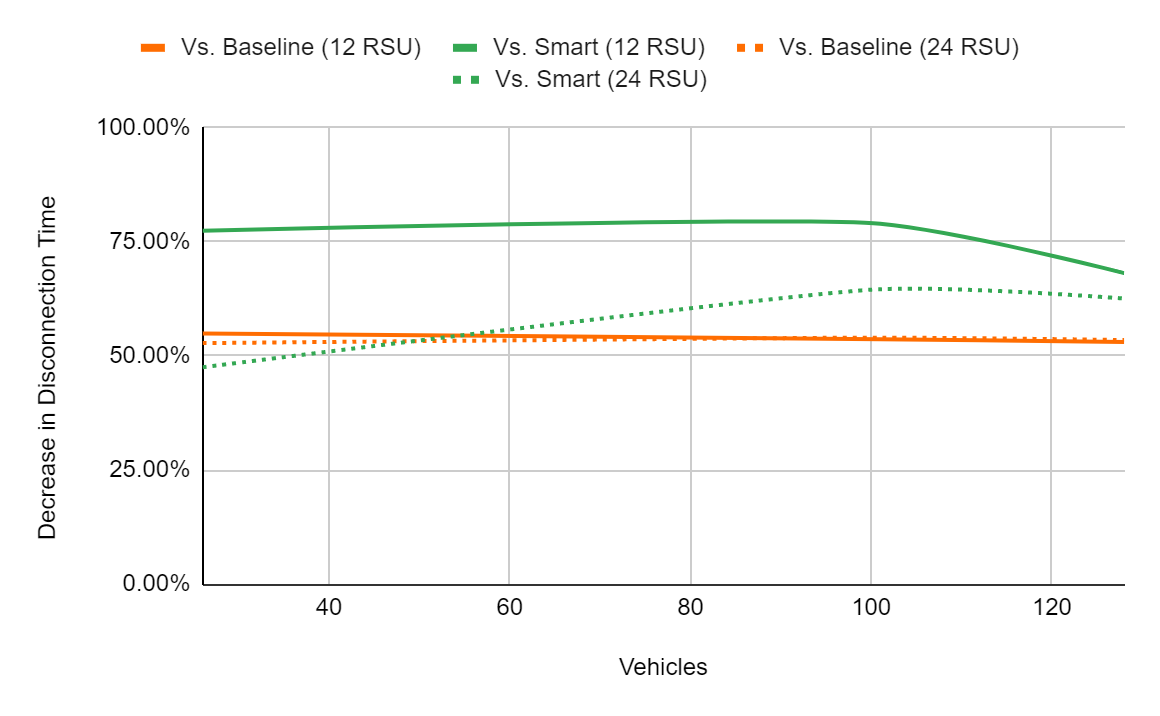 Vs. Baseline (12 RSU) Vs. Smart (12 RSU) Vs. Baseline (24 RSU)
Vs. Smart (24 RSU)
Decrease in Disconnection Time
100.00%
75.00%
50.00%
25.00%
0.00%
40 60 80 100 120
Vehicles